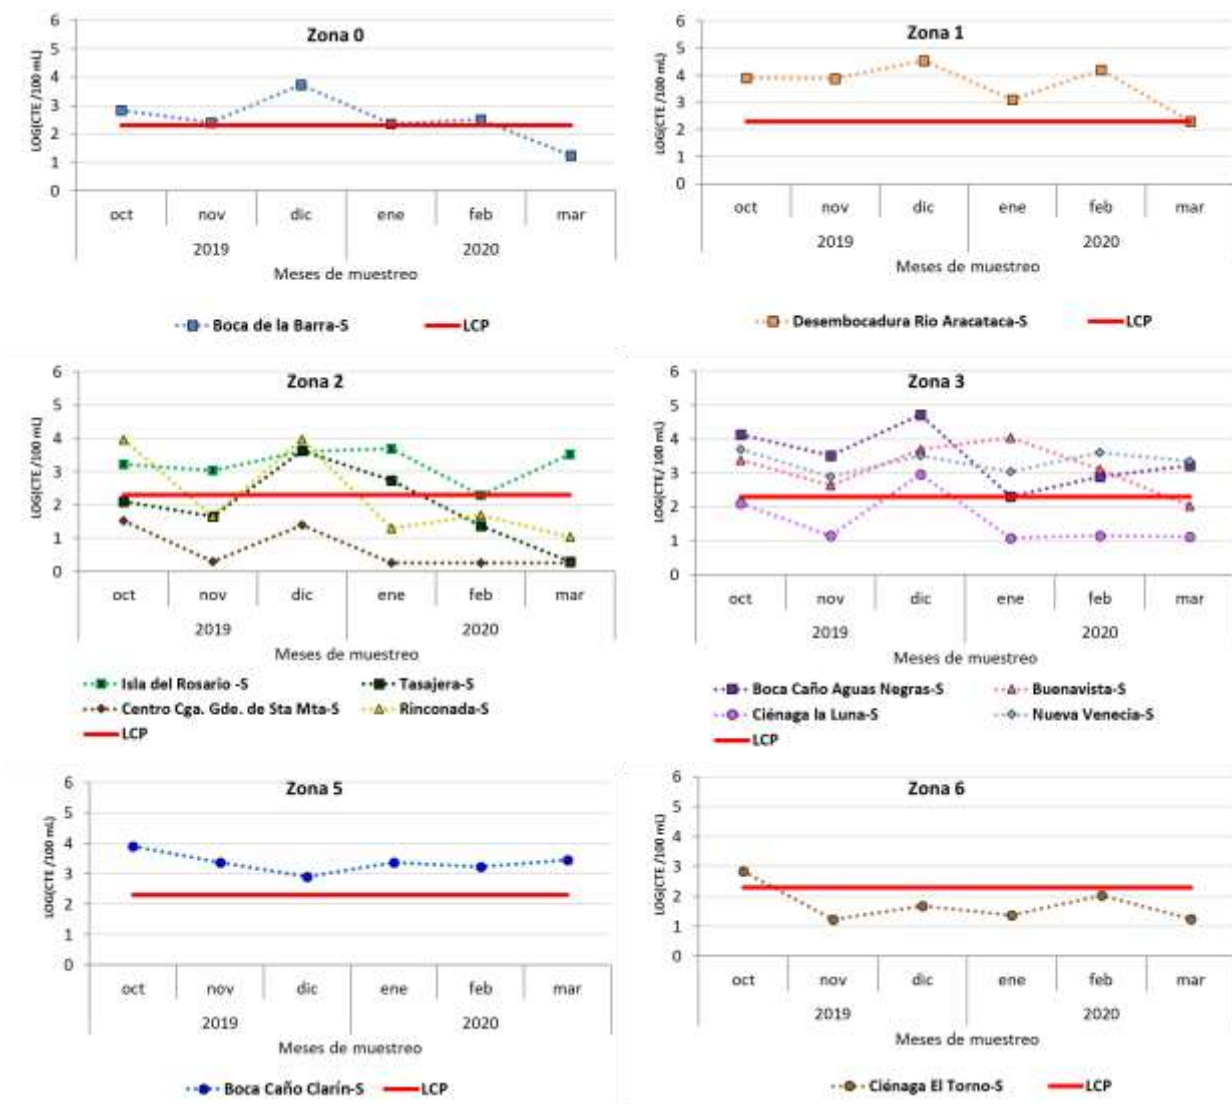 Zona 0
LOG(CTE /100 mL)
6
5
4
3
2
1
0
oct nov dic ene feb mar
2019 2020
Meses de muestreo
Boca de la Barra-S LCP
Zona 1
LOG(CTE /100 mL)
6
5
4
3
2
1
0
oct nov dic ene feb mar
2019 2020
Meses de muestreo
Desembocadura Rio Aracataca-S LCP
Zona 2
LOG(CTE /100 mL)
6
5
4
3
2
1
0
oct nov dic ene feb mar
2019 2020
Meses de muestreo
Isla del Rosario -S Tasajera-S
Centro Cga. Gde. de Sta Mta-S Rinconada-S
LCP
Zona 3
LOG(CTE/ 100 mL)
6
5
4
3
2
1
0
oct nov dic ene feb mar
2019 2020
Meses de muestreo
Boca Caño Aguas Negras-S Buenavista-S
Ciénaga la Luna-S Nueva Venecia-S
LCP
Zona 5
LOG(CTE /100 mL)
6
5
4
3
2
1
0
oct nov dic ene feb mar
2019 2020
Meses de muestreo
Boca Caño Clarín-S LCP
Zona 6
LOG(CTE /100 mL)
6
5
4
3
2
1
0
oct nov dic ene feb mar
2019 2020
Meses de muestreo
Ciénaga El Torno-S LCP